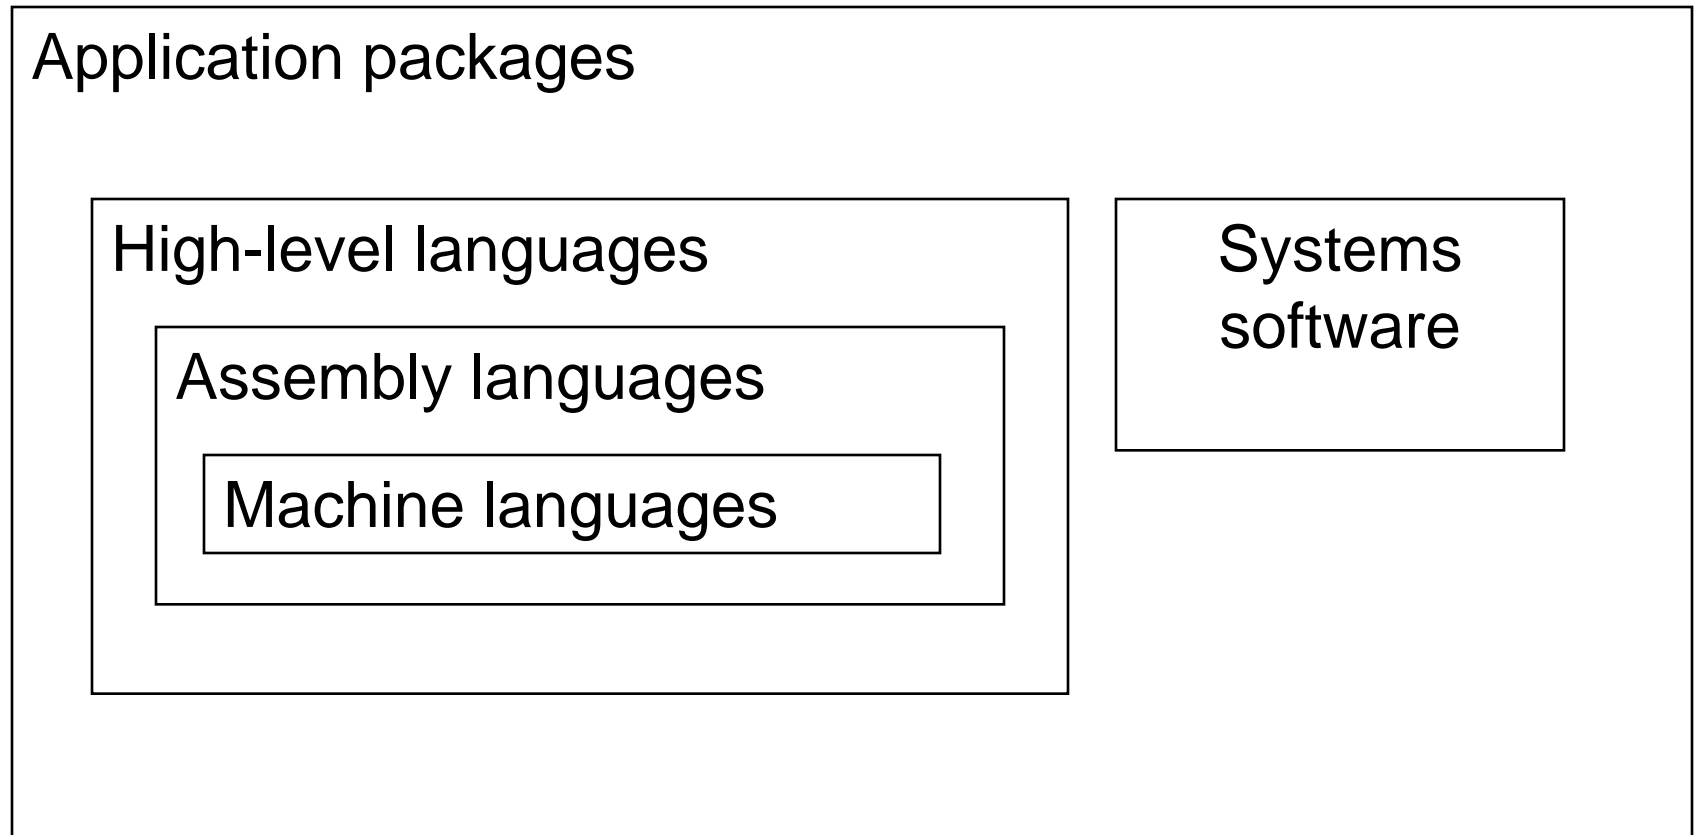 Application packages
High-level languages
Systems
software
Assembly languages
Machine languages